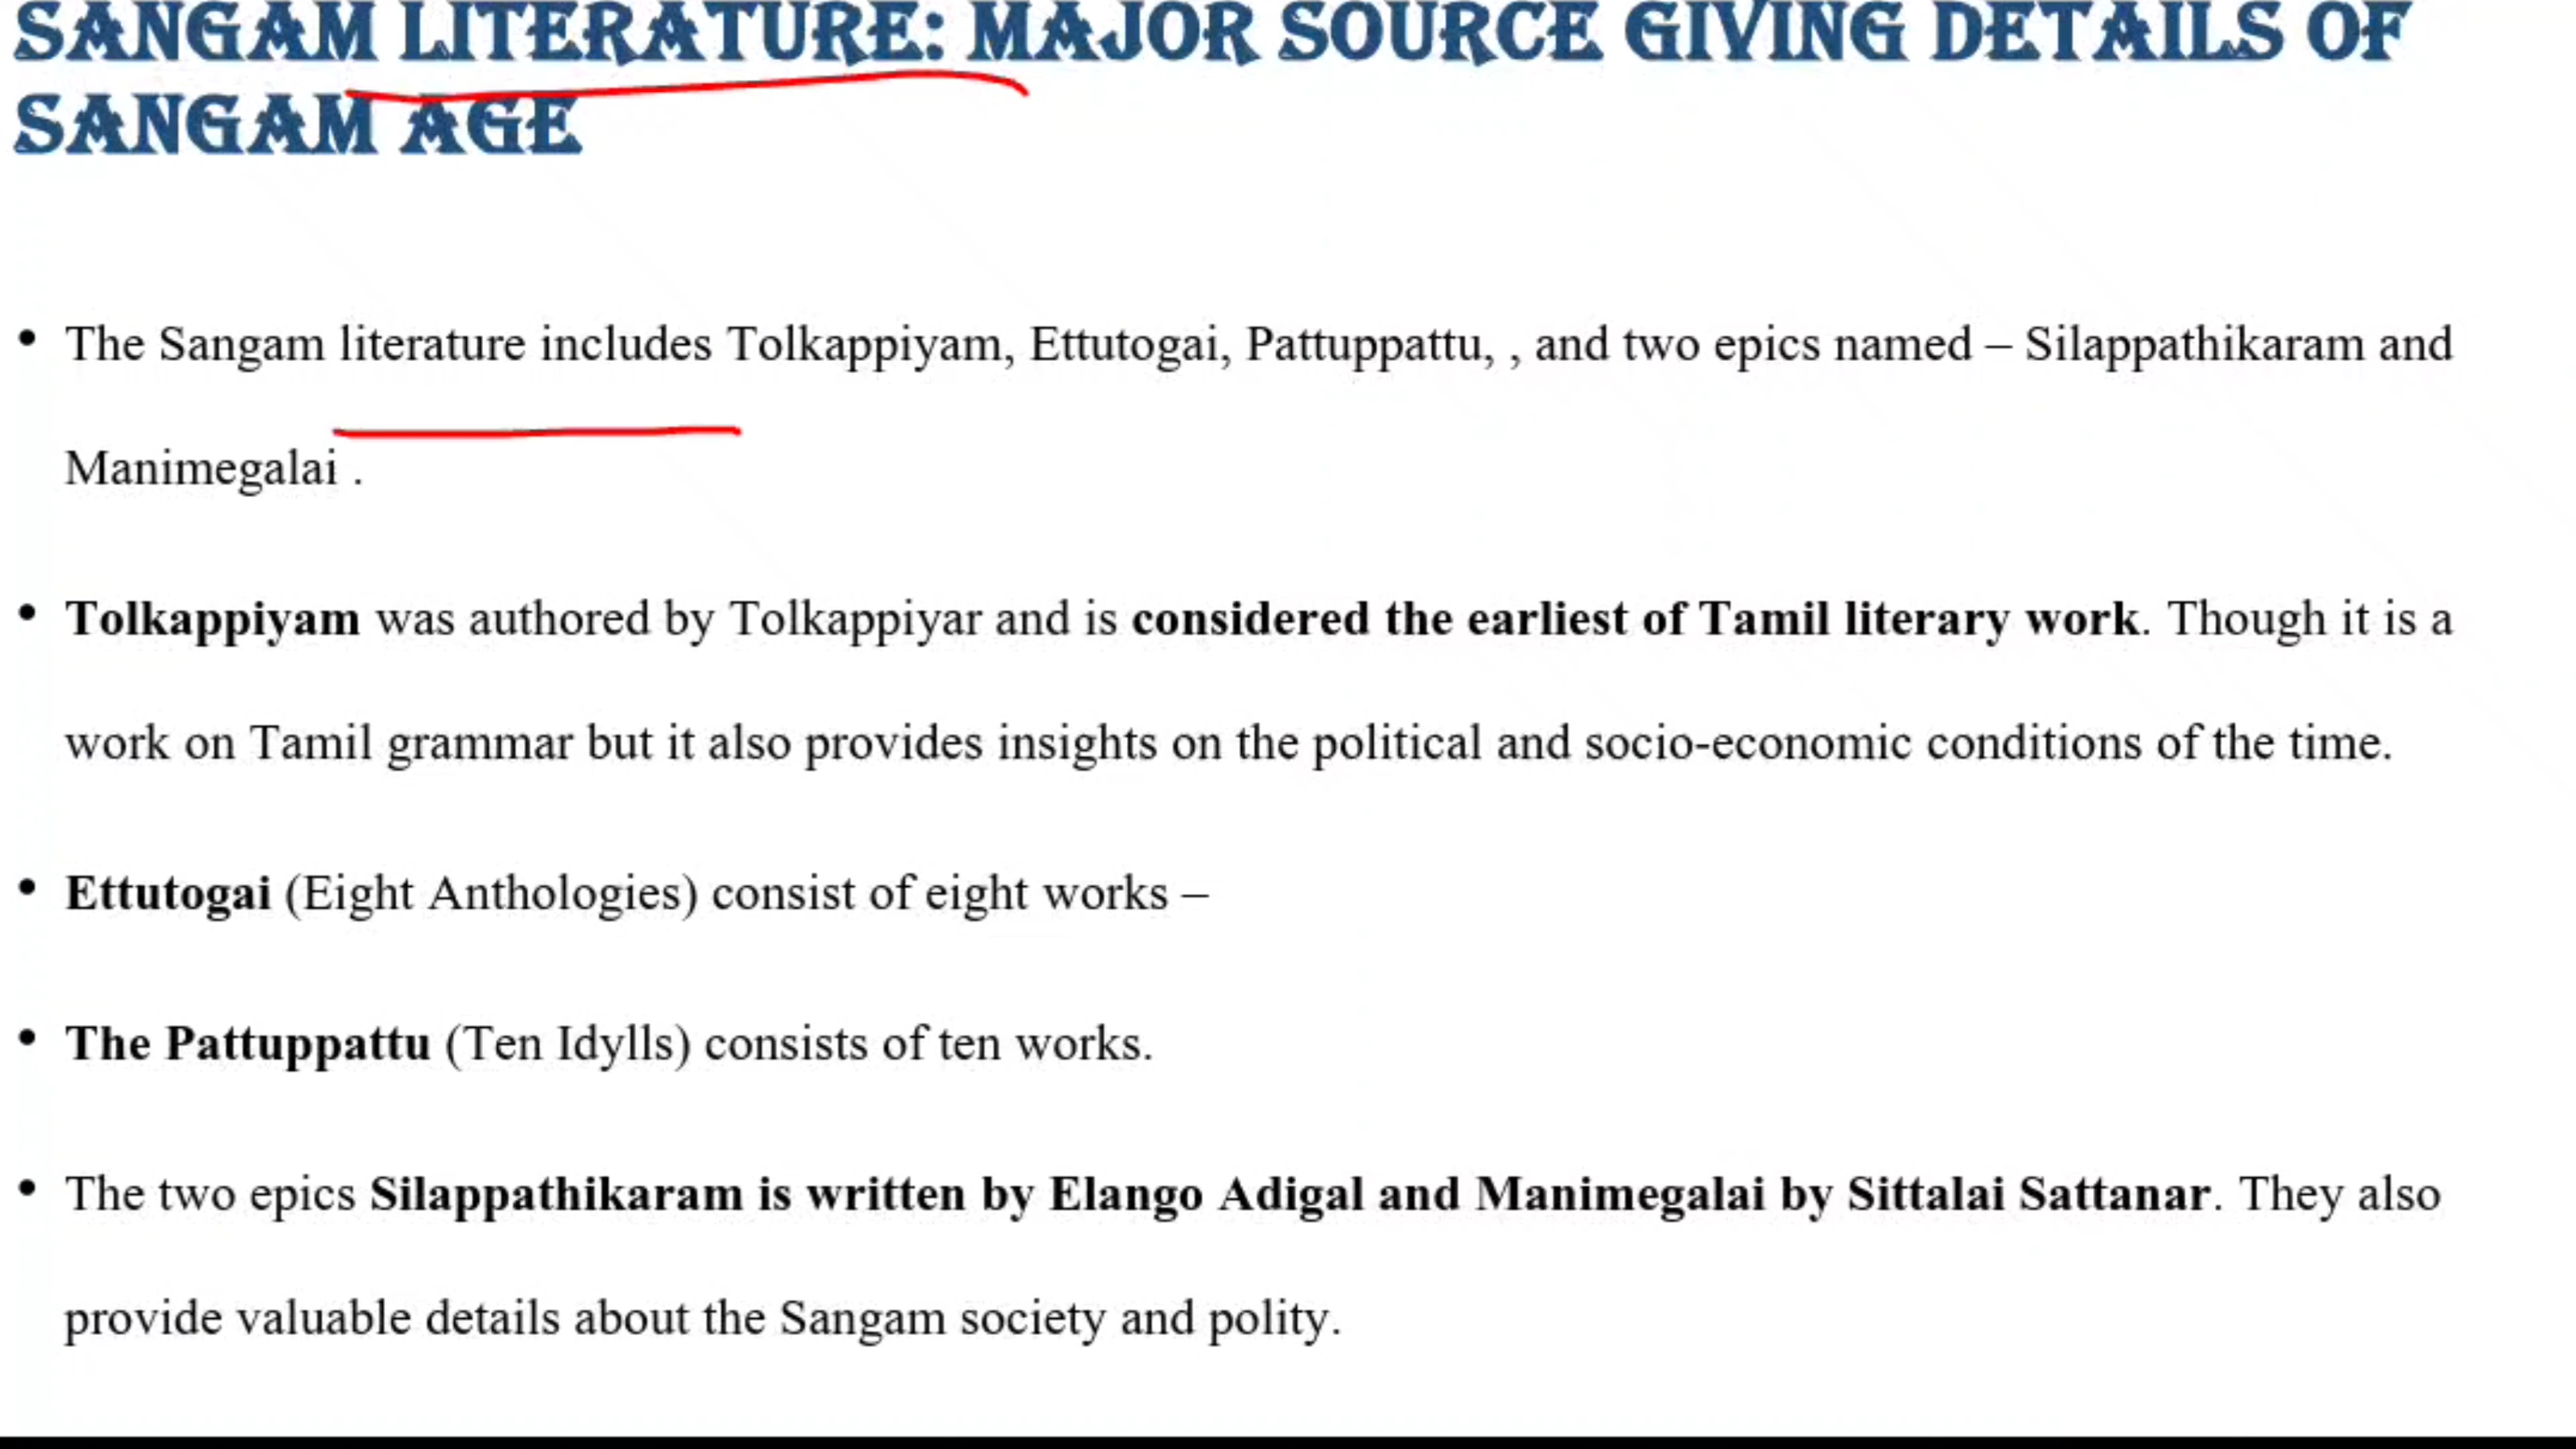 SANGAM LITERATURE: MAJOR SOURCE GIVING DETAILS OF
SANGAM AGE
• The Sangam literature includes Tolkappiyam, Ettutogai, Pattuppattu, , and two epics named – Silappathikaram and
Manimegalai .
• Tolkappiyam was authored by Tolkappiyar and is considered the earliest of Tamil literary work. Though it is a
work on Tamil grammar but it also provides insights on the political and socio-economic conditions of the time.
• Ettutogai (Eight Anthologies) consist of eight works –
• The Pattuppattu (Ten Idylls) consists of ten works.
• The two epics Silappathikaram is written by Elango Adigal and Manimegalai by Sittalai Sattanar. They also
provide valuable details about the Sangam society and polity.